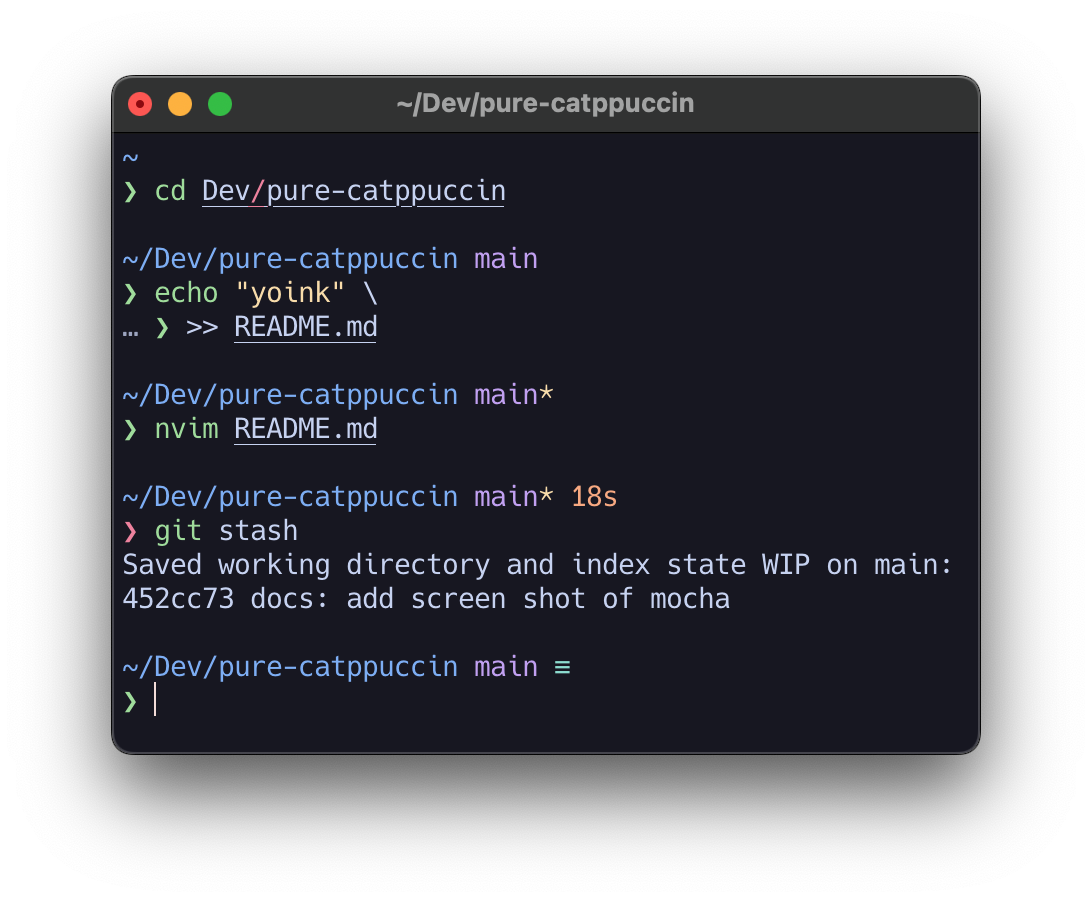 ~/Dev/pure-catppuccin
~
❯ cd Dev/pure-catppuccin
~/Dev/pure-catppuccin main
❯ echo "yoink" \
… ❯ >> README.md
~/Dev/pure-catppuccin main*
❯ nvim README.md
~/Dev/pure-catppuccin main* 18s
❯ git stash
Saved working directory and index state WIP on main:
452cc73 docs: add screen shot of mocha
~/Dev/pure-catppuccin main ≡
❯